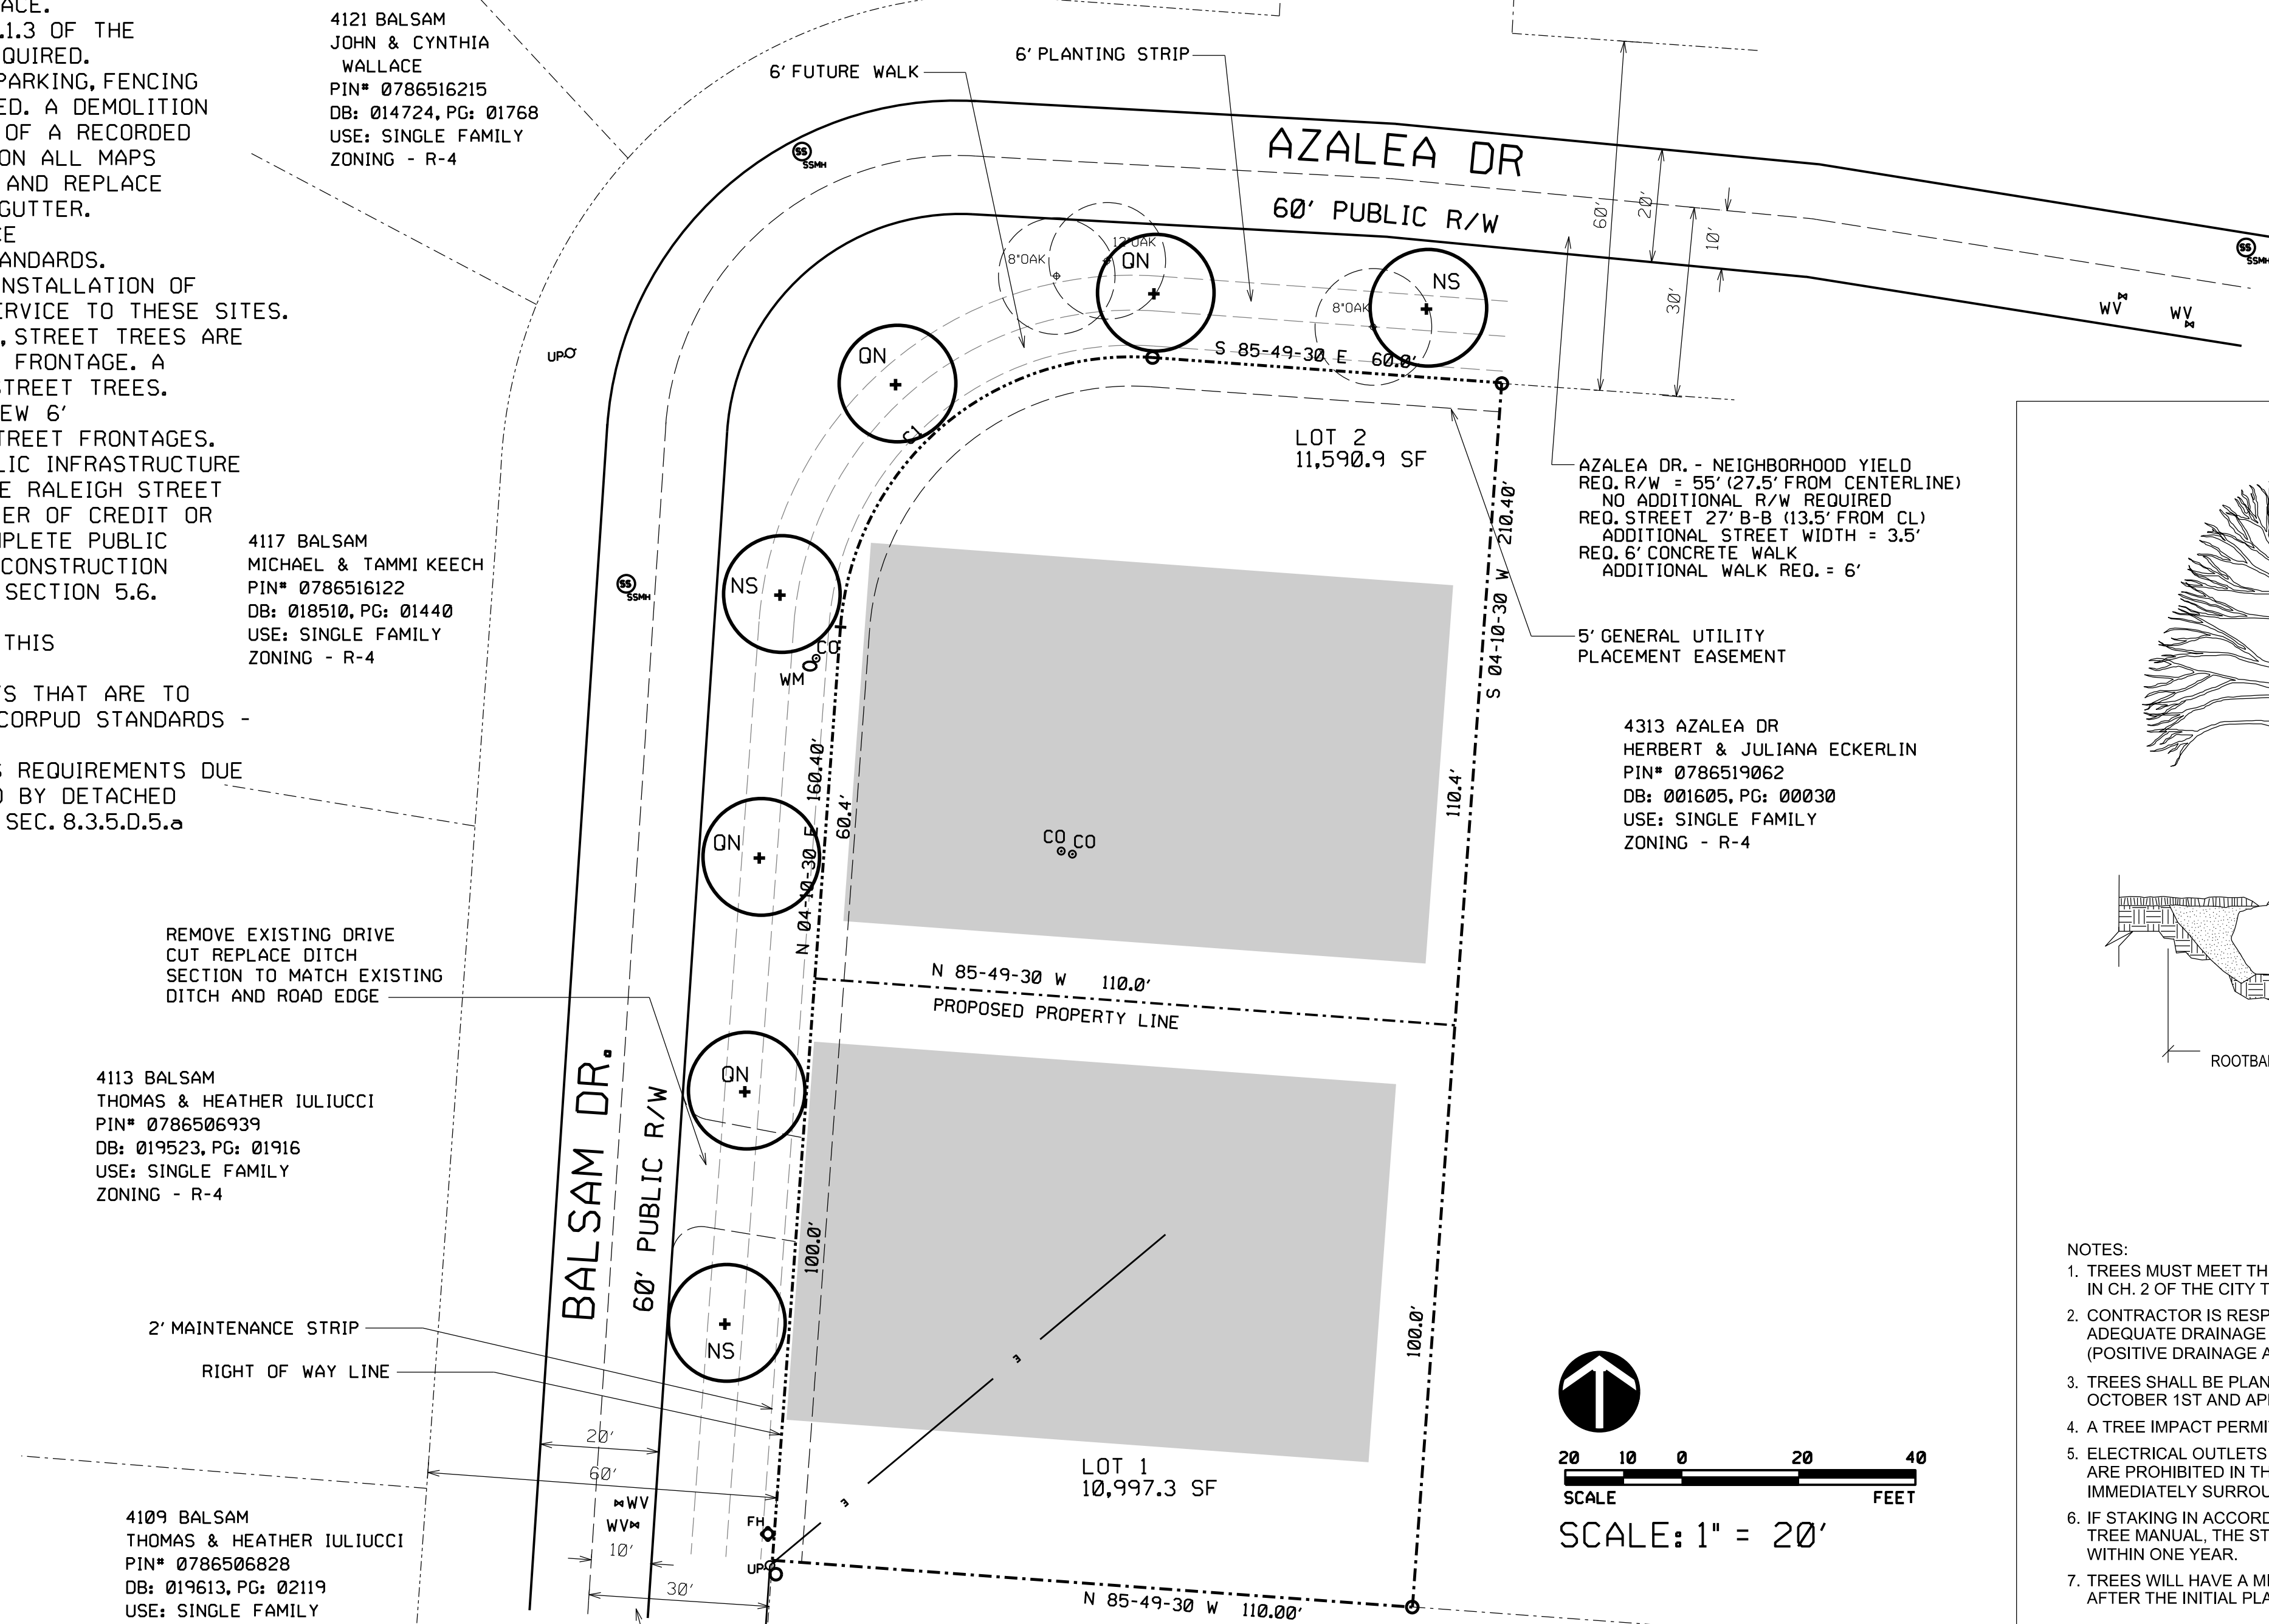 ACE.
.1.3 OF THE
QUIRED.
PARKING, FENCING
ED. A DEMOLITION
OF A RECORDED
ON ALL MAPS
AND REPLACE
GUTTER.
CE
ANDARDS.
NSTALLATION OF
ERVICE TO THESE SITES.
, STREET TREES ARE
FRONTAGE. A
STREET TREES.
EW 6'
TREET FRONTAGES.
LIC INFRASTRUCTURE
E RALEIGH STREET
ER OF CREDIT OR
MPLETE PUBLIC
CONSTRUCTION
SECTION 5.6.
THIS
TS THAT ARE TO
CORPUD STANDARDS -
S REQUIREMENTS DUE
D BY DETACHED
SEC. 8.3.5.D.5.a
4121 BALSAM
JOHN & CYNTHIA
WALLACE
PIN# 0786516215
DB: 014724, PG: 01768
USE: SINGLE FAMILY
ZONING - R-4
4117 BALSAM
MICHAEL & TAMMI KEECH
PIN# 0786516122
DB: 018510, PG: 01440
USE: SINGLE FAMILY
ZONING - R-4
REMOVE EXISTING DRIVE
CUT REPLACE DITCH
SECTION TO MATCH EXISTING
DITCH AND ROAD EDGE
4113 BALSAM
THOMAS & HEATHER IULIUCCI
PIN# 0786506939
DB: 019523, PG: 01916
USE: SINGLE FAMILY
ZONING - R-4
2' MAINTENANCE STRIP
RIGHT OF WAY LINE
4109 BALSAM
THOMAS & HEATHER IULIUCCI
PIN# 0786506828
DB: 019613, PG: 02119
USE: SINGLE FAMILY
6' FUTURE WALK
6' PLANTING STRIP
AZALEA DR
60' PUBLIC R/W
60'
20'
30'
10'
SS
SSMH
SS
SSMH
SS
SSMH
WV
WV
UP
8"OAK
12"OAK
QN
8"OAK
NS
QN
C1
S 85-49-30 E 60.0'
LOT 2
11,590.9 SF
S 04-10-30 W 210.40'
AZALEA DR. - NEIGHBORHOOD YIELD
REQ. R/W = 55' (27.5' FROM CENTERLINE)
NO ADDITIONAL R/W REQUIRED
REQ. STREET 27' B-B (13.5' FROM CL)
ADDITIONAL STREET WIDTH = 3.5'
REQ. 6' CONCRETE WALK
ADDITIONAL WALK REQ. = 6'
5' GENERAL UTILITY
PLACEMENT EASEMENT
4313 AZALEA DR
HERBERT & JULIANA ECKERLIN
PIN# 0786519062
DB: 001605, PG: 00030
USE: SINGLE FAMILY
ZONING - R-4
NS
CO
WM
N 04-10-30 E 160.40'
60.4'
110.4'
QN
CO CO
N 85-49-30 W 110.0'
PROPOSED PROPERTY LINE
QN
BALSAM DR.
60' PUBLIC R/W
100.0'
100.0'
NS
3
3
LOT 1
10,997.3 SF
20'
60'
WV
WV
10'
30'
FH
UP
N 85-49-30 W 110.00'
20 10 0 20 40
SCALE FEET
SCALE: 1" = 20'
ROOTBA
NOTES:
1. TREES MUST MEET TH
IN CH. 2 OF THE CITY T
2. CONTRACTOR IS RESP
ADEQUATE DRAINAGE
(POSITIVE DRAINAGE A
3. TREES SHALL BE PLAN
OCTOBER 1ST AND AP
4. A TREE IMPACT PERMI
5. ELECTRICAL OUTLETS
ARE PROHIBITED IN TH
IMMEDIATELY SURROU
6. IF STAKING IN ACCORD
TREE MANUAL, THE ST
WITHIN ONE YEAR.
7. TREES WILL HAVE A MI
AFTER THE INITIAL PLA